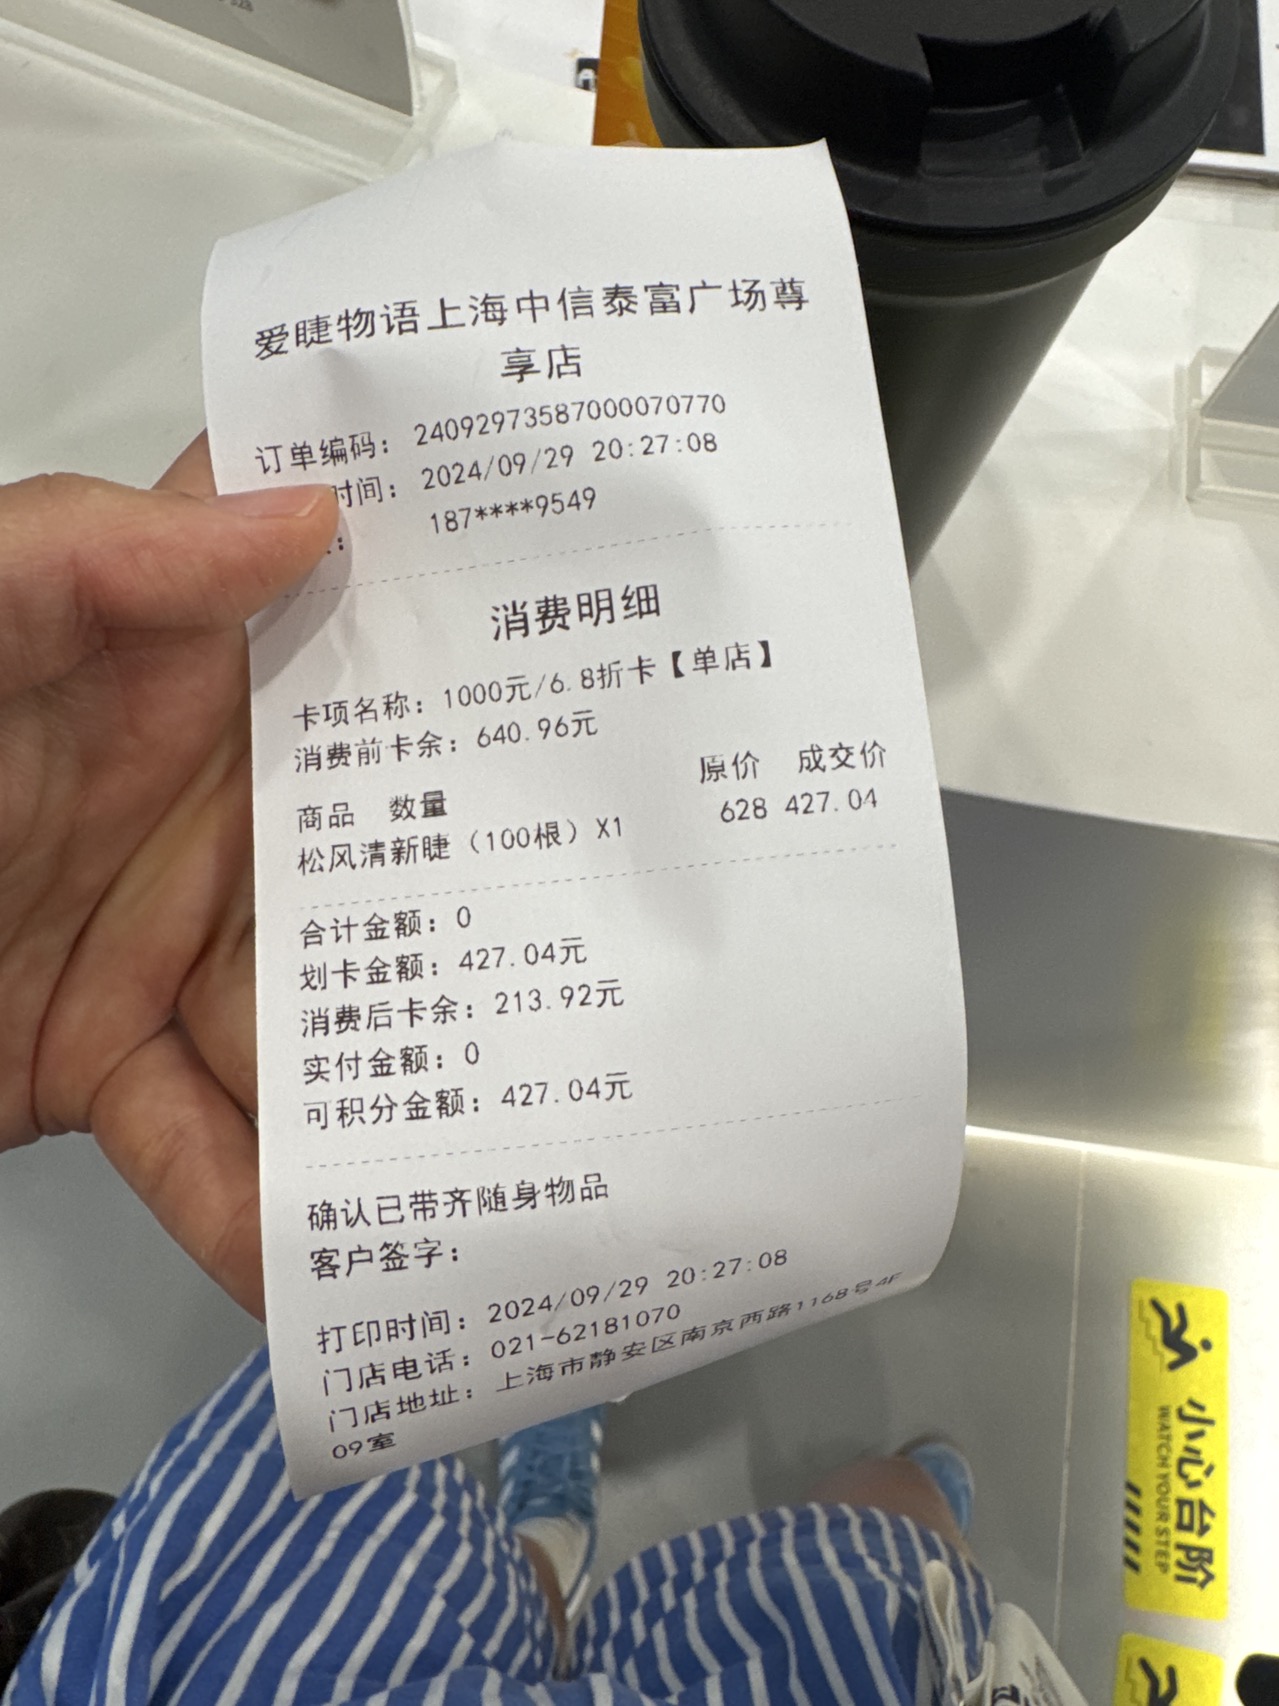 爱睫物语上海中信泰富广场尊
享店
订单编码：24092973587000070770
时间：2024/09/29 20:27:08
：187****9549
消费明细
卡项名称：1000元/6.8折卡【单店】
消费前卡余：640.96元
商品 数量 原价 成交价
松风清新睫（100根）X1 628 427.04
合计金额：0
划卡金额：427.04元
消费后卡余：213.92元
实付金额：0
可积分金额：427.04元
确认已带齐随身物品
客户签字：
打印时间：2024/09/29 20:27:08
门店电话：021-62181070
门店地址：上海市静安区南京西路1168号4F
09室
小心台阶
WATCH YOUR STEP